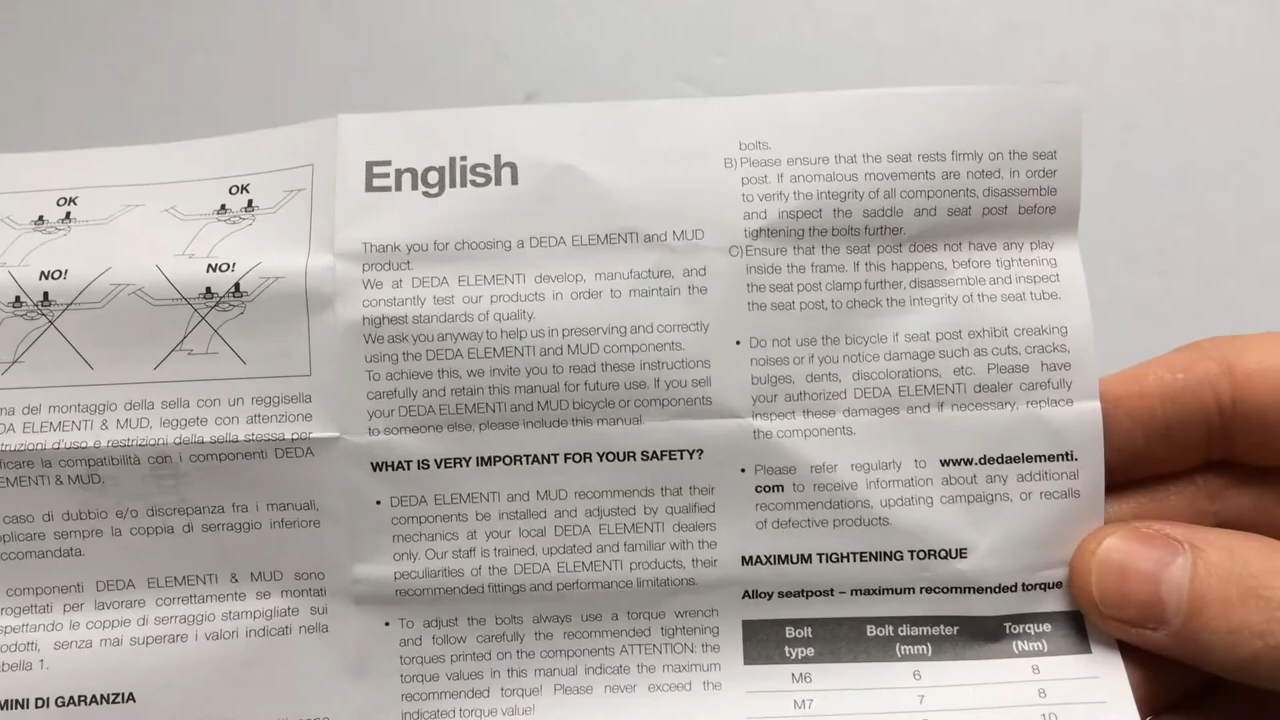 OK
OK
NO!
NO!
del montaggio della sella con un reggisella
ELEMENTI & MUD, leggete con attenzione
d'uso e restrizioni della sella stessa per
la compatibilità con i componenti DEDA
& MUD.
caso di dubbio e/o discrepanza fra i manuali,
sempre la coppia di serraggio inferiore
componenti DEDA ELEMENTI & MUD sono
per lavorare correttamente se montati
le coppie di serraggio stampigliate sui
senza mai superare i valori indicati nella
1.
DI GARANZIA
English
Thank you for choosing a DEDA ELEMENTI and MUD
product.
We at DEDA ELEMENTI develop, manufacture, and
constantly test our products in order to maintain the
highest standards of quality.
We ask you anyway to help us in preserving and correctly
using the DEDA ELEMENTI and MUD components.
To achieve this, we invite you to read these instructions
carefully and retain this manual for future use. If you sell
your DEDA ELEMENTI and MUD bicycle or components
to someone else, please include this manual.
WHAT IS VERY IMPORTANT FOR YOUR SAFETY?
• DEDA ELEMENTI and MUD recommends that their
components be installed and adjusted by qualified
mechanics at your local DEDA ELEMENTI dealers
only. Our staff is trained, updated and familiar with the
peculiarities of the DEDA ELEMENTI products, their
recommended fittings and performance limitations.
• To adjust the bolts always use a torque wrench
and follow carefully the recommended tightening
torques printed on the components ATTENTION: the
torque values in this manual indicate the maximum
recommended torque! Please never exceed the
indicated torque value!
bolts.
B) Please ensure that the seat rests firmly on the seat
post. If anomalous movements are noted, in order
to verify the integrity of all components, disassemble
and inspect the saddle and seat post before
tightening the bolts further.
C) Ensure that the seat post does not have any play
inside the frame. If this happens, before tightening
the seat post clamp further, disassemble and inspect
the seat post, to check the integrity of the seat tube.
• Do not use the bicycle if seat post exhibit creaking
noises or if you notice damage such as cuts, cracks,
bulges, dents, discolorations, etc. Please have
your authorized DEDA ELEMENTI dealer carefully
inspect these damages and if necessary, replace
the components.
• Please refer regularly to www.dedaelementi.
com to receive information about any additional
recommendations, updating campaigns, or recalls
of defective products.
MAXIMUM TIGHTENING TORQUE
Alloy seatpost – maximum recommended torque
Bolt type Bolt diameter (mm) Torque (Nm)
M6 6 8
M7 7 8
10